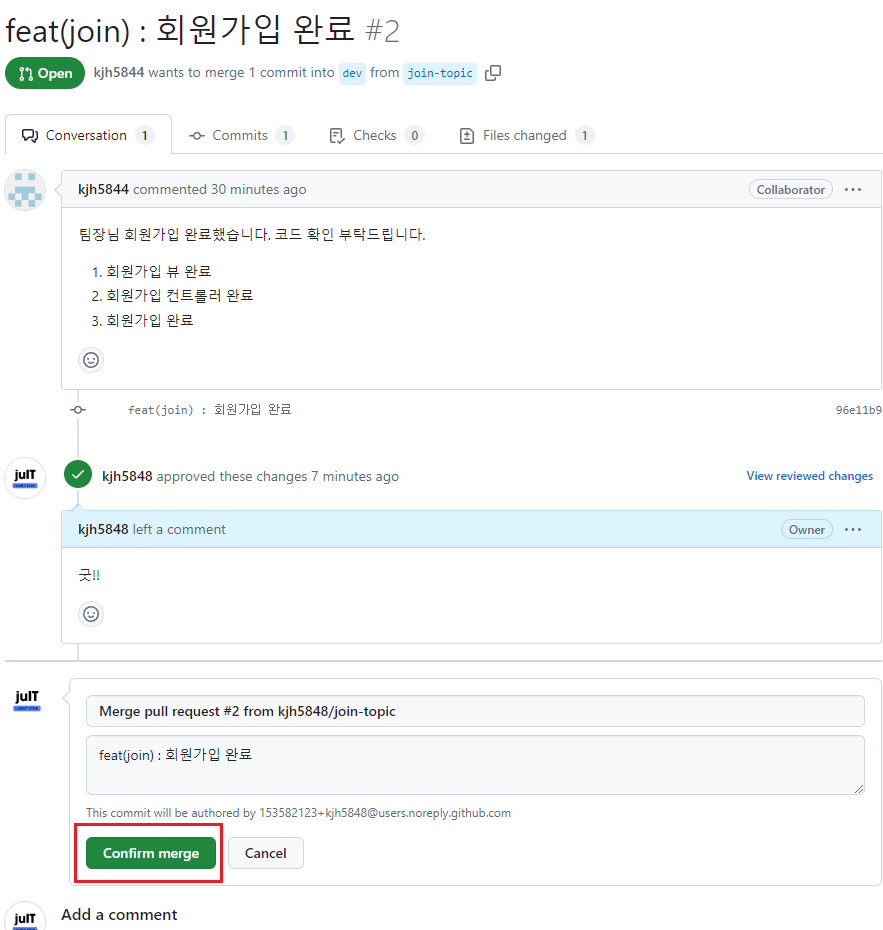 feat(join) : 회원가입 완료 #2
Open kjh5844 wants to merge 1 commit into dev from join-topic
Conversation 1 Commits 1 Checks 0 Files changed 1
kjh5844 commented 30 minutes ago Collaborator
팀장님 회원가입 완료했습니다. 코드 확인 부탁드립니다.
1. 회원가입 뷰 완료
2. 회원가입 컨트롤러 완료
3. 회원가입 완료
feat(join) : 회원가입 완료 96e11b9
juIT
kjh5848 approved these changes 7 minutes ago View reviewed changes
kjh5848 left a comment Owner
굿!!
juIT
Merge pull request #2 from kjh5848/join-topic
feat(join) : 회원가입 완료
This commit will be authored by 153582123+kjh5848@users.noreply.github.com
Confirm merge Cancel
juIT
Add a comment